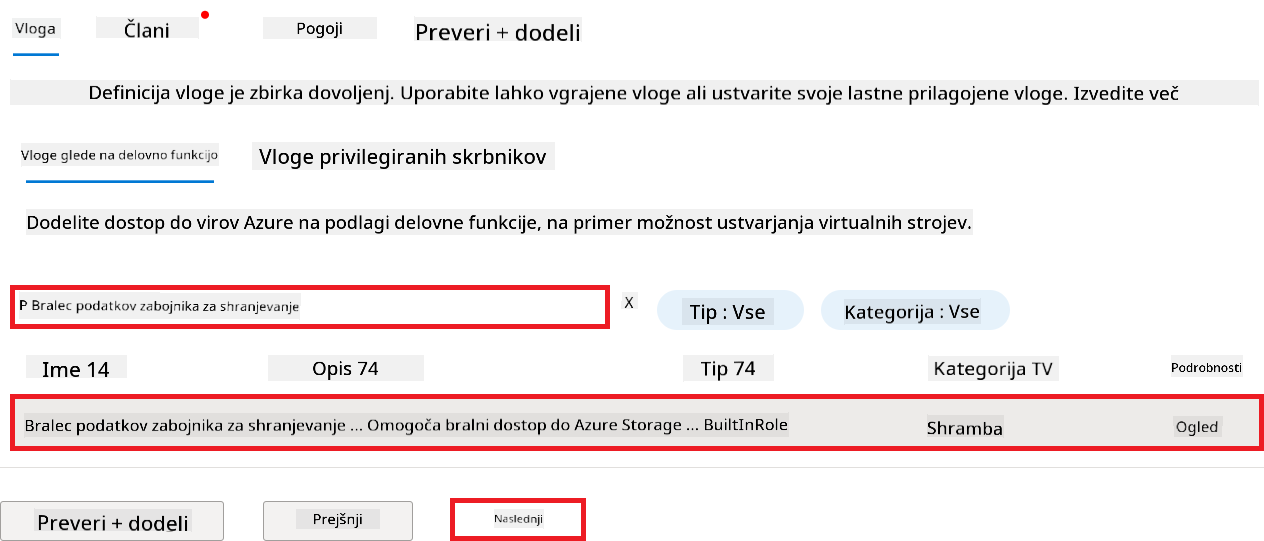 Vloga Člani Pogoji Preveri + dodeli
Definicija vloge je zbirka dovoljenj. Uporabite lahko vgrajene vloge ali ustvarite svoje lastne prilagojene vloge. Izvedite več
Vloge glede na delovno funkcijo Vloge privilegiranih skrbnikov
Dodelite dostop do virov Azure na podlagi delovne funkcije, na primer možnost ustvarjanja virtualnih strojev.
P Bralec podatkov zabojnika za shranjevanje X Tip : Vse Kategorija : Vse
Ime 14 Opis 74 Tip 74 Kategorija TV Podrobnosti
Bralec podatkov zabojnika za shranjevanje ... Omogoča bralni dostop do Azure Storage ... BuiltInRole Shramba Ogled
Preveri + dodeli Prejšnji Naslednji